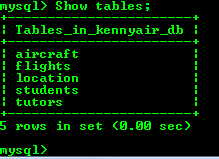 mysql> Show tables;
+-----------------------+
| Tables_in_kennyair_db |
+-----------------------+
| aircraft              |
| flights               |
| location              |
| students              |
| tutors                |
+-----------------------+
5 rows in set (0.00 sec)
mysql>